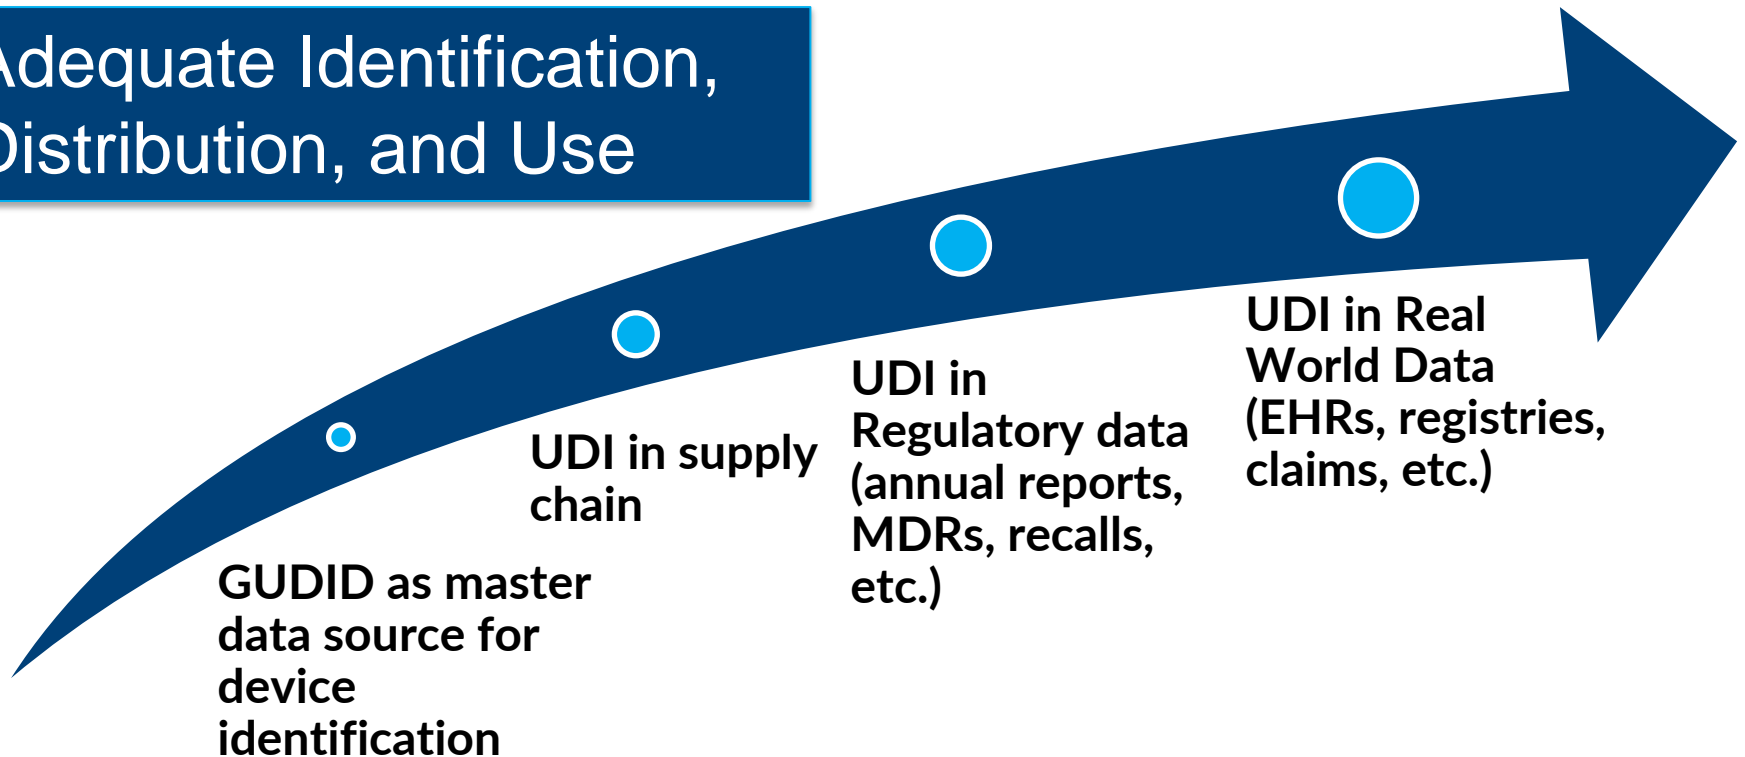 Adequate Identification,
Distribution, and Use
UDI in Real
World Data
(EHRs, registries,
claims, etc.)
UDI in
Regulatory data
(annual reports,
MDRs, recalls,
etc.)
UDI in supply
chain
GUDID as master
data source for
device
identification